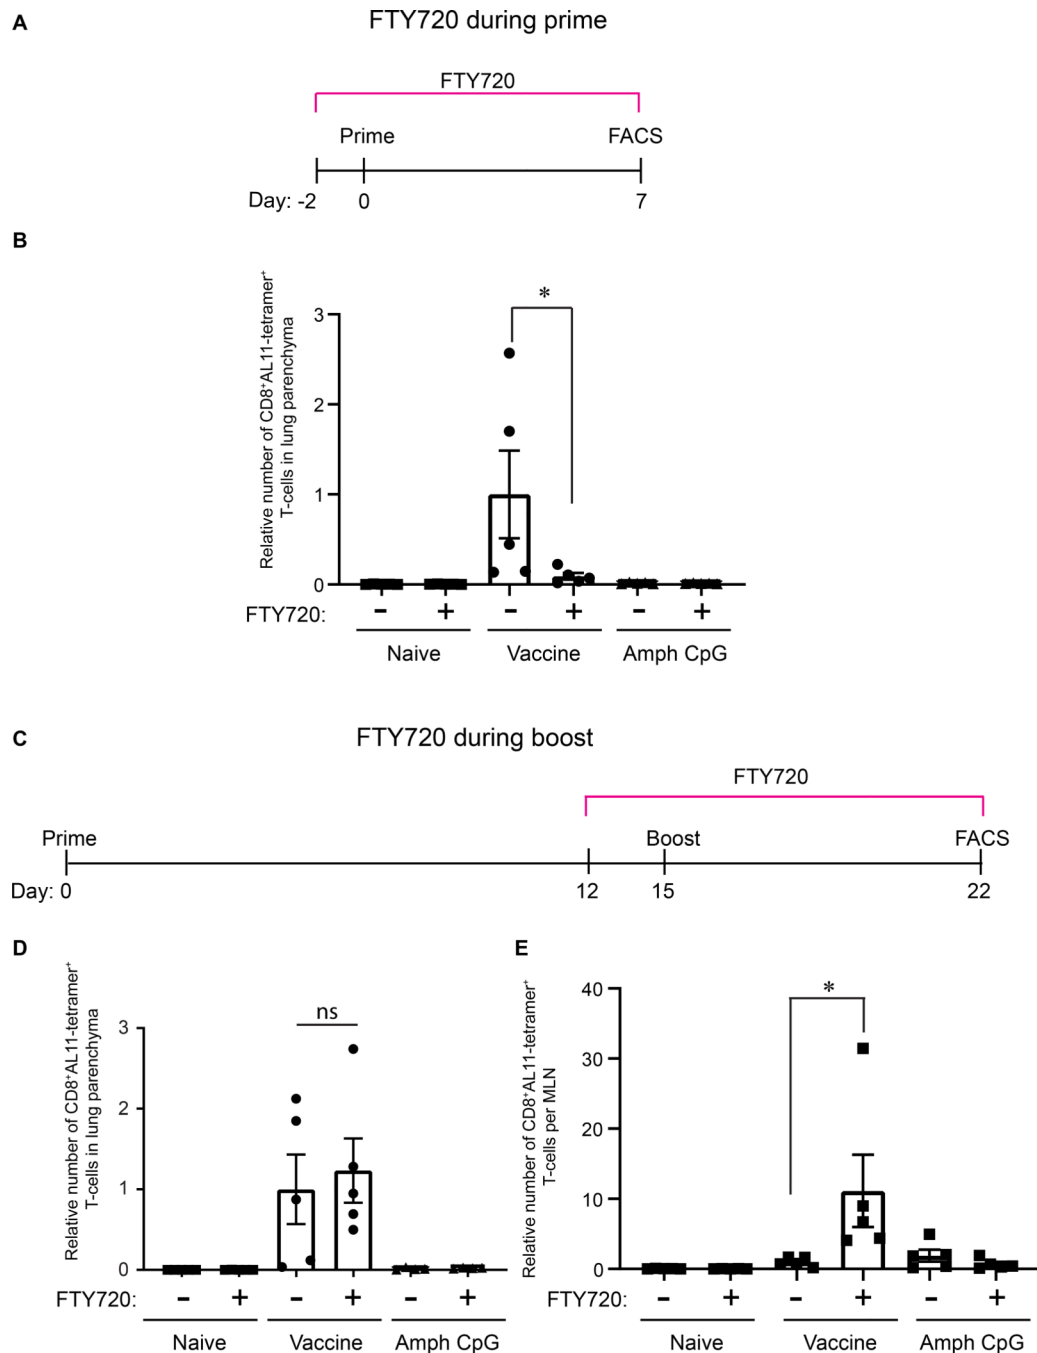 A
FTY720 during prime
FTY720
Prime
FACS
Day: -2
0
7
B
Relative number of CD8⁺AL11-tetramer⁺
T-cells in lung parenchyma
3
2
1
0
*
FTY720:
-
+
-
+
-
+
Naive
Vaccine
Amph CpG
C
FTY720 during boost
FTY720
Prime
Boost
FACS
Day: 0
12
15
22
D
Relative number of CD8⁺AL11-tetramer⁺
T-cells in lung parenchyma
3
2
1
0
ns
FTY720:
-
+
-
+
-
+
Naive
Vaccine
Amph CpG
E
Relative number of CD8⁺AL11-tetramer⁺
T-cells per MLN
40
30
20
10
0
*
FTY720:
-
+
-
+
-
+
Naive
Vaccine
Amph CpG